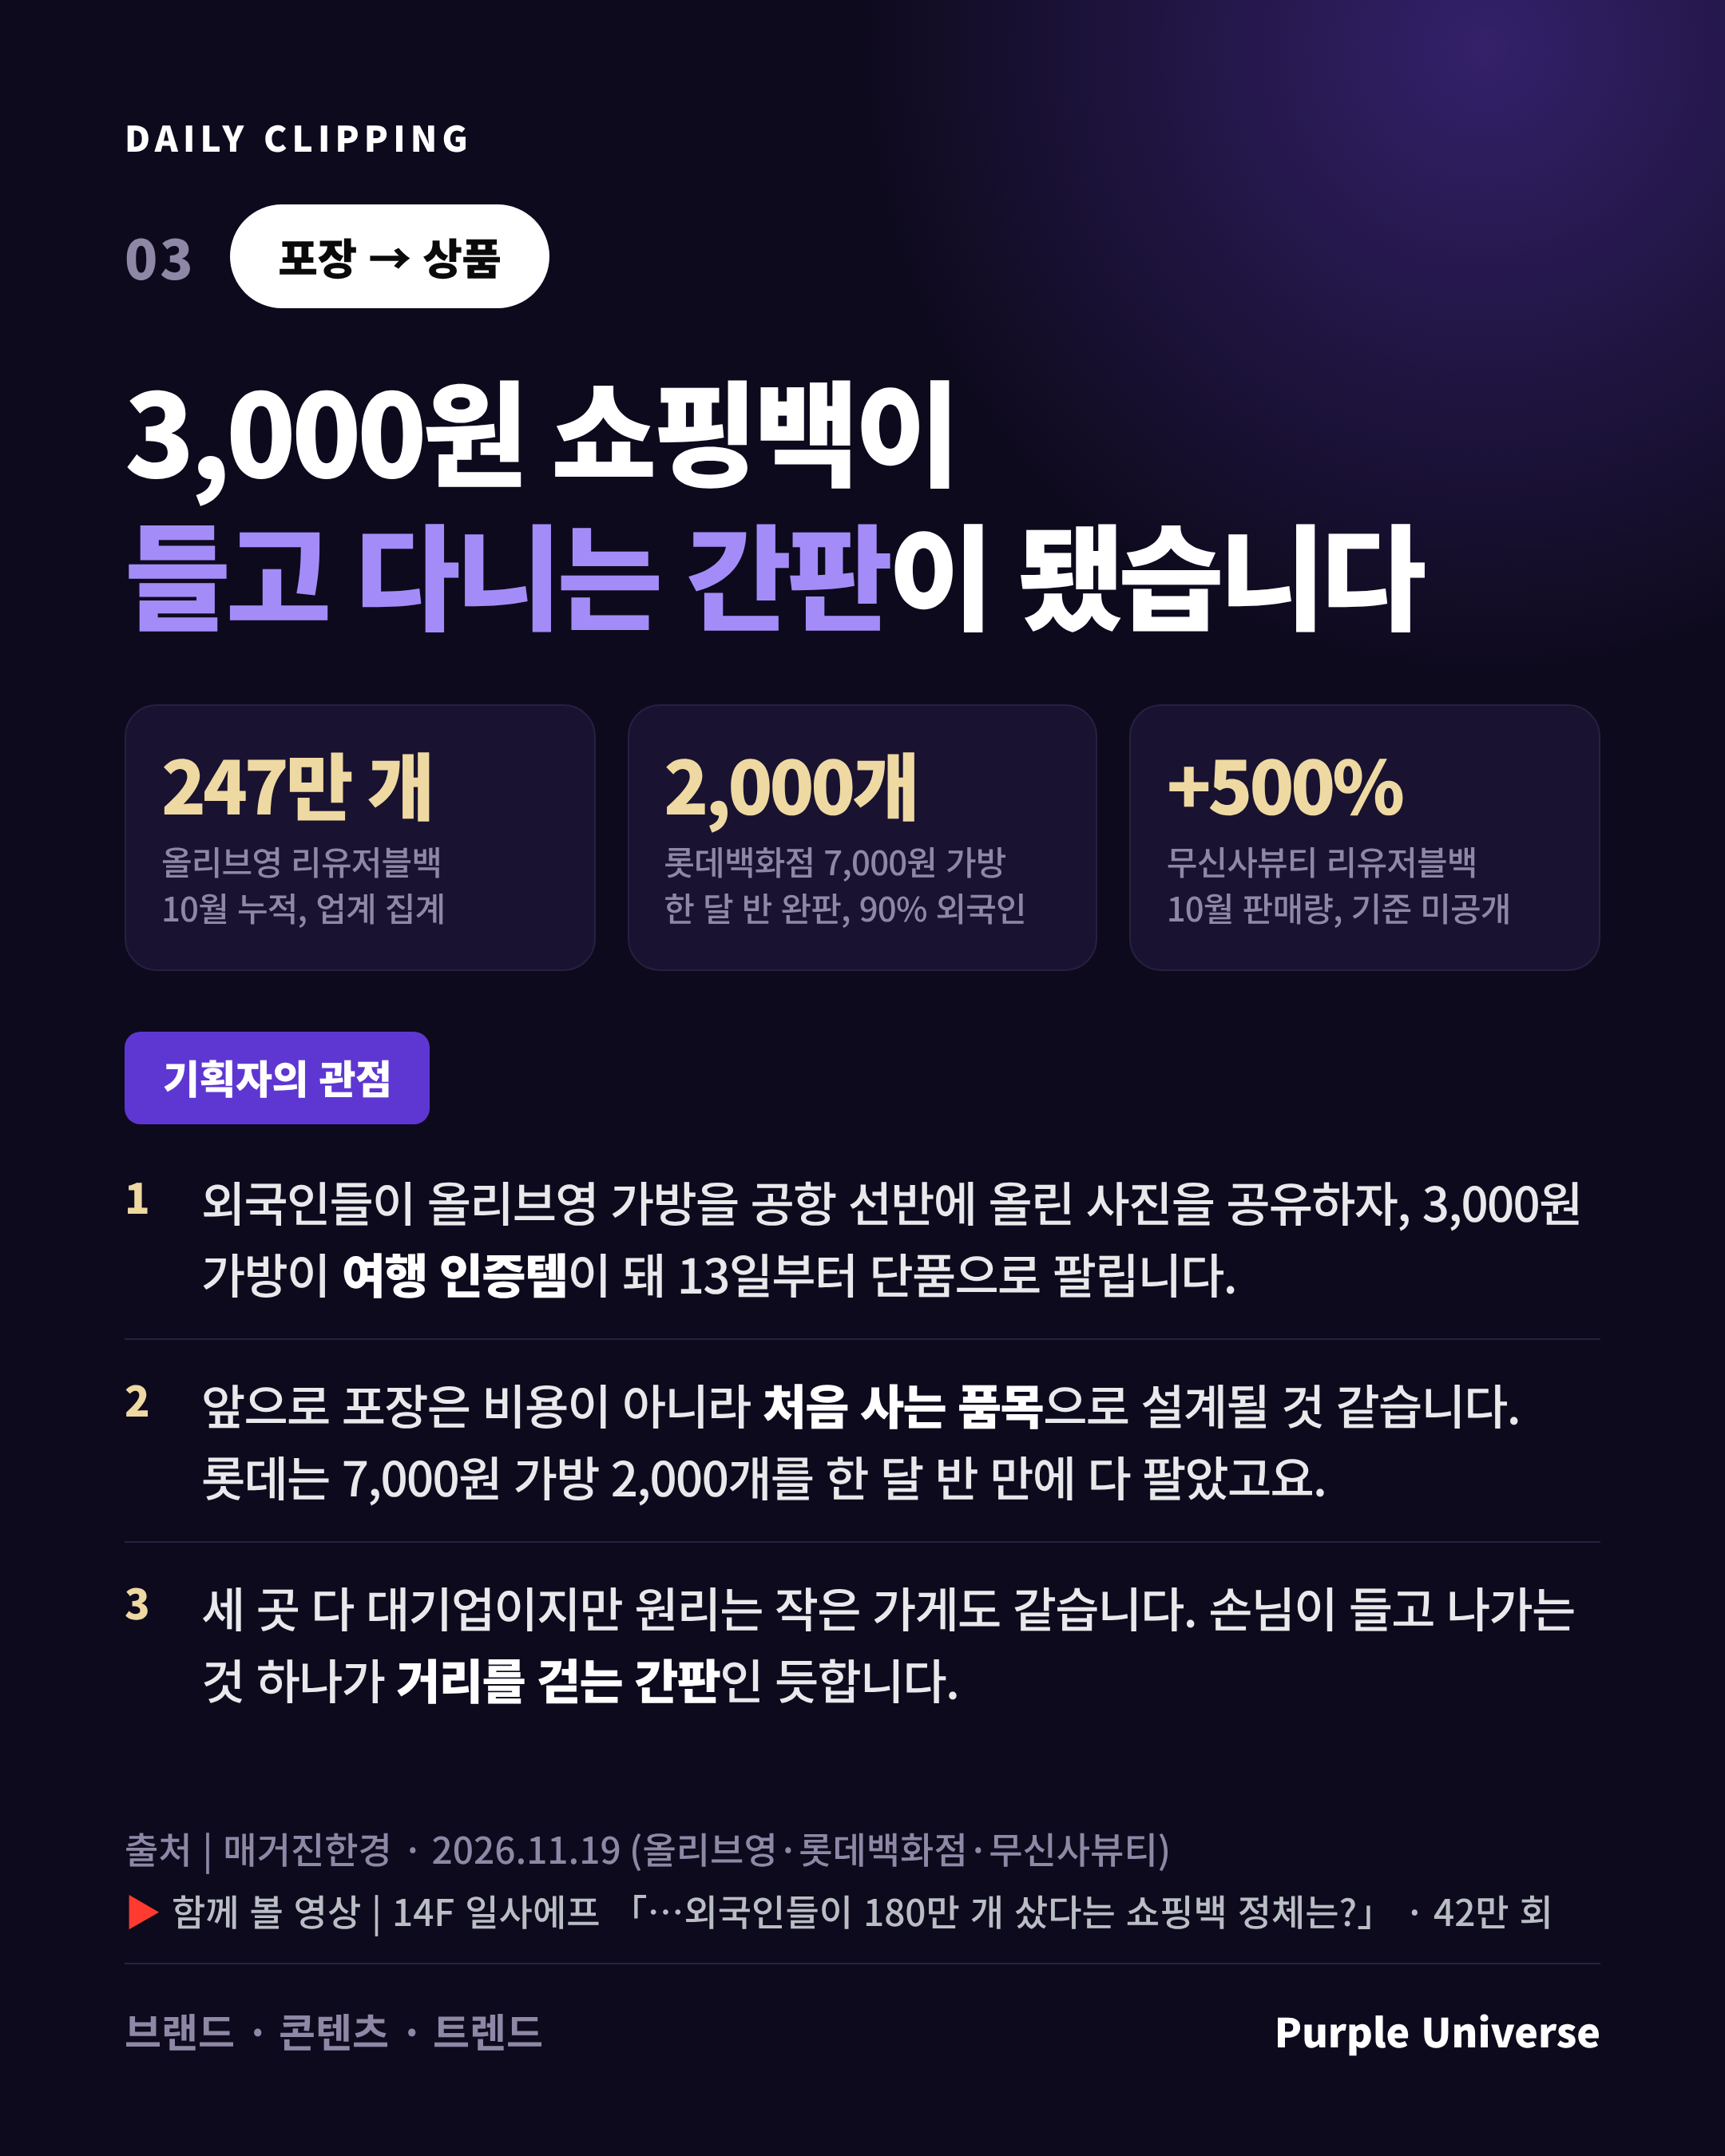 DAILY CLIPPING
03 포장 → 상품
3,000원 쇼핑백이
들고 다니는 간판이 됐습니다
247만 개
올리브영 리유저블백
10월 누적, 업계 집계
2,000개
롯데백화점 7,000원 가방
한 달 반 완판, 90% 외국인
+500%
무신사뷰티 리유저블백
10월 판매량, 기준 미공개
기획자의 관점
1 외국인들이 올리브영 가방을 공항 선반에 올린 사진을 공유하자, 3,000원
가방이 여행 인증템이 돼 13일부터 단품으로 팔립니다.
2 앞으로 포장은 비용이 아니라 처음 사는 품목으로 설계될 것 같습니다.
롯데는 7,000원 가방 2,000개를 한 달 반 만에 다 팔았고요.
3 세 곳 다 대기업이지만 원리는 작은 가게도 같습니다. 손님이 들고 나가는
것 하나가 거리를 걷는 간판인 듯합니다.
출처 | 매거진한경 · 2026.11.19 (올리브영·롯데백화점·무신사뷰티)
▶ 함께 볼 영상 | 14F 일사에프 「…외국인들이 180만 개 샀다는 쇼핑백 정체는?」 · 42만 회
브랜드 · 콘텐츠 · 트렌드
Purple Universe